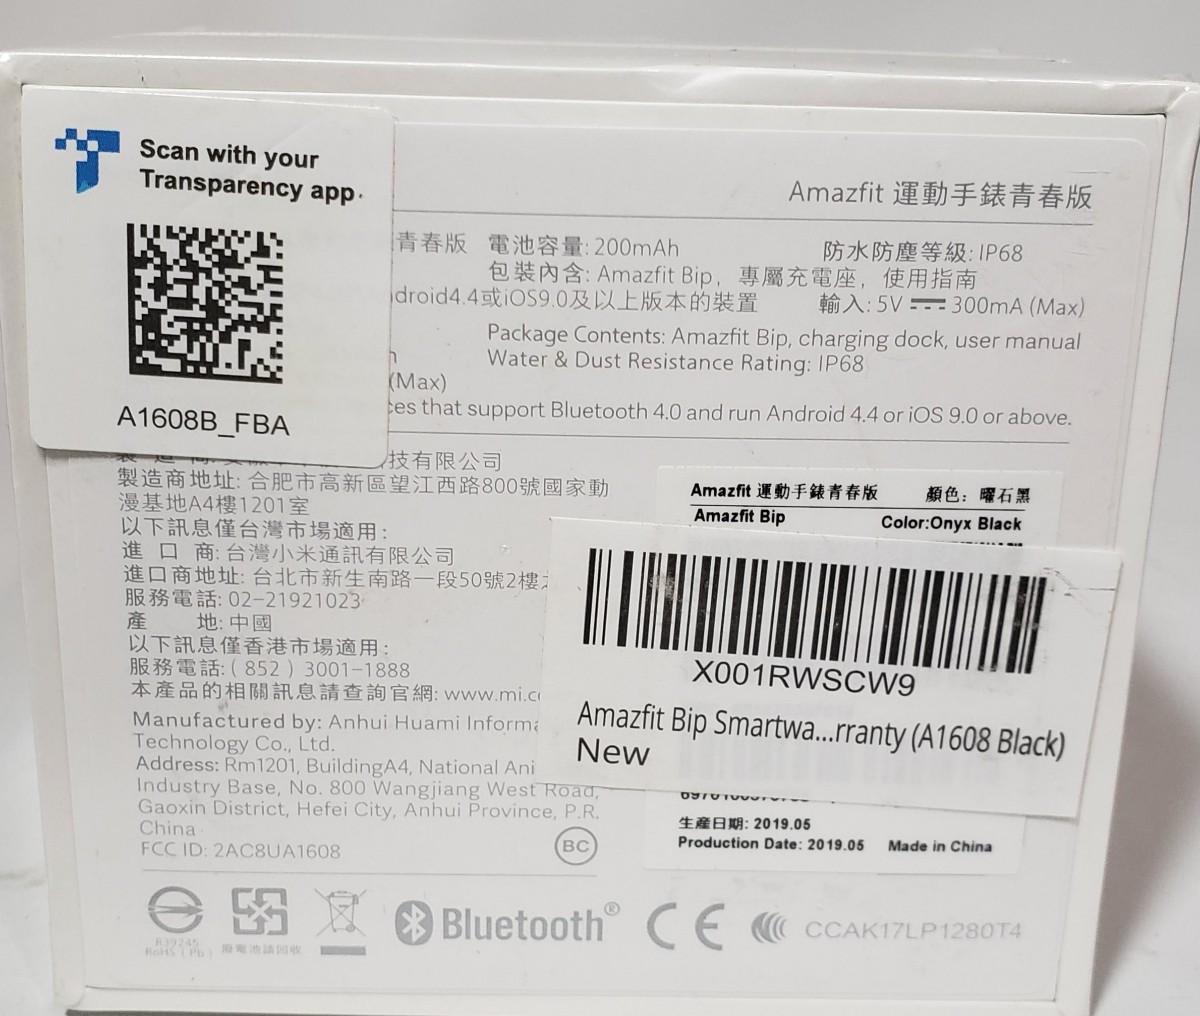 Scan with your
Transparency app.
A1608B_FBA
Amazfit 運動手錶青春版
青春版 電池容量: 200mAh 防水防塵等級: IP68
包裝內含: Amazfit Bip, 專屬充電座, 使用指南
droid4.4或iOS9.0及以上版本的裝置 輸入: 5V 300mA (Max)
Package Contents: Amazfit Bip, charging dock, user manual
Water & Dust Resistance Rating: IP68
(Max)
that support Bluetooth 4.0 and run Android 4.4 or iOS 9.0 or above.
技有限公司
製造商地址: 合肥市高新區望江西路800號國家動
漫基地A4樓1201室
以下訊息僅台灣市場適用:
進 口 商: 台灣小米通訊有限公司
進口商地址: 台北市新生南路一段50號2樓
服務電話: 02-21921023
產 地: 中國
以下訊息僅香港市場適用:
服務電話: ( 852 ) 3001-1888
本產品的相關訊息請查詢官網: www.mi.c
Manufactured by: Anhui Huami Informa
Technology Co., Ltd.
Address: Rm1201, BuildingA4, National Ani
Industry Base, No. 800 Wangjiang West Road,
Gaoxin District, Hefei City, Anhui Province, P.R.
China
FCC ID: 2AC8UA1608
BC
Amazfit 運動手錶青春版 顏色: 曜石黑
Amazfit Bip Color:Onyx Black
X001RWSCW9
Amazfit Bip Smartwa...rranty (A1608 Black)
New
生產日期: 2019.05
Production Date: 2019.05 Made in China
R39245
RoHS (Pb)
廢電池請回收
Bluetooth®
CE
CCAK17LP1280T4